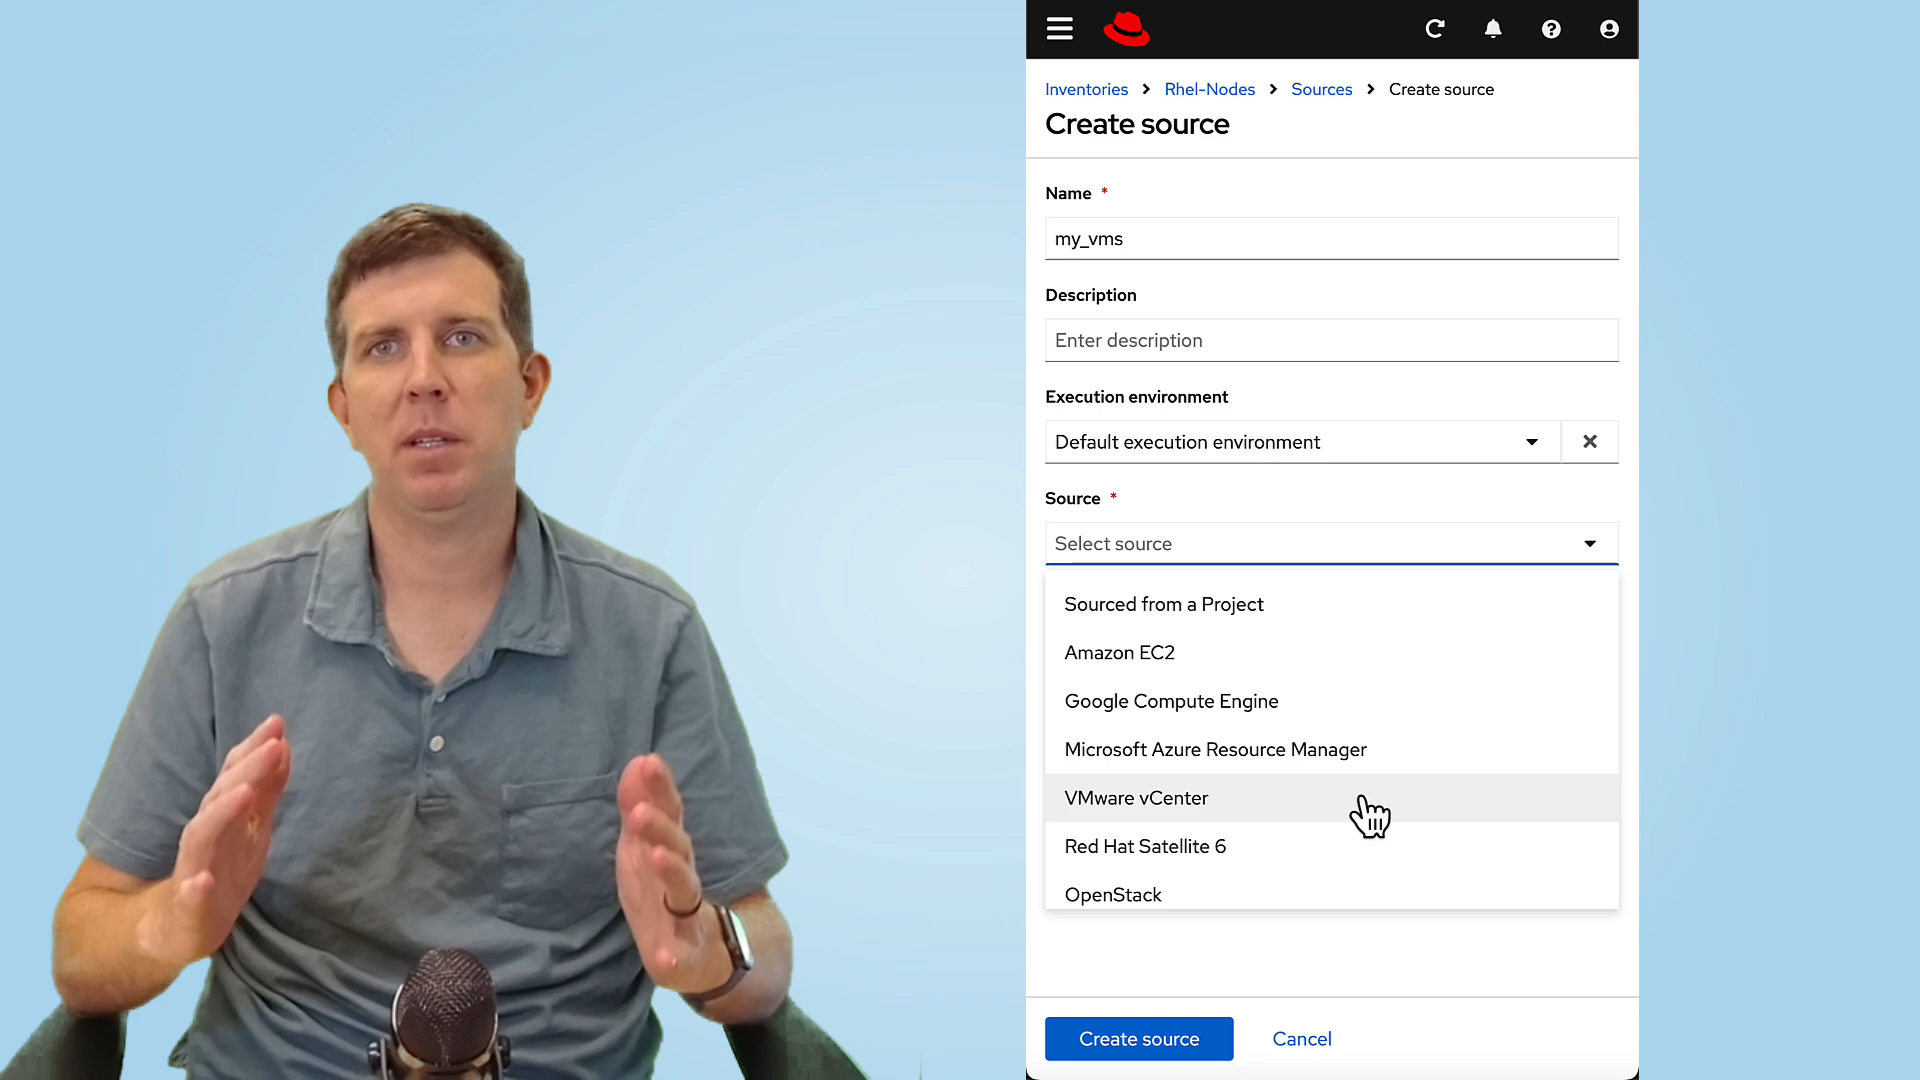 Inventories > Rhel-Nodes > Sources > Create source
Create source
Name *
my_vms
Description
Enter description
Execution environment
Default execution environment
Source *
Select source
Sourced from a Project
Amazon EC2
Google Compute Engine
Microsoft Azure Resource Manager
VMware vCenter
Red Hat Satellite 6
OpenStack
Create source Cancel